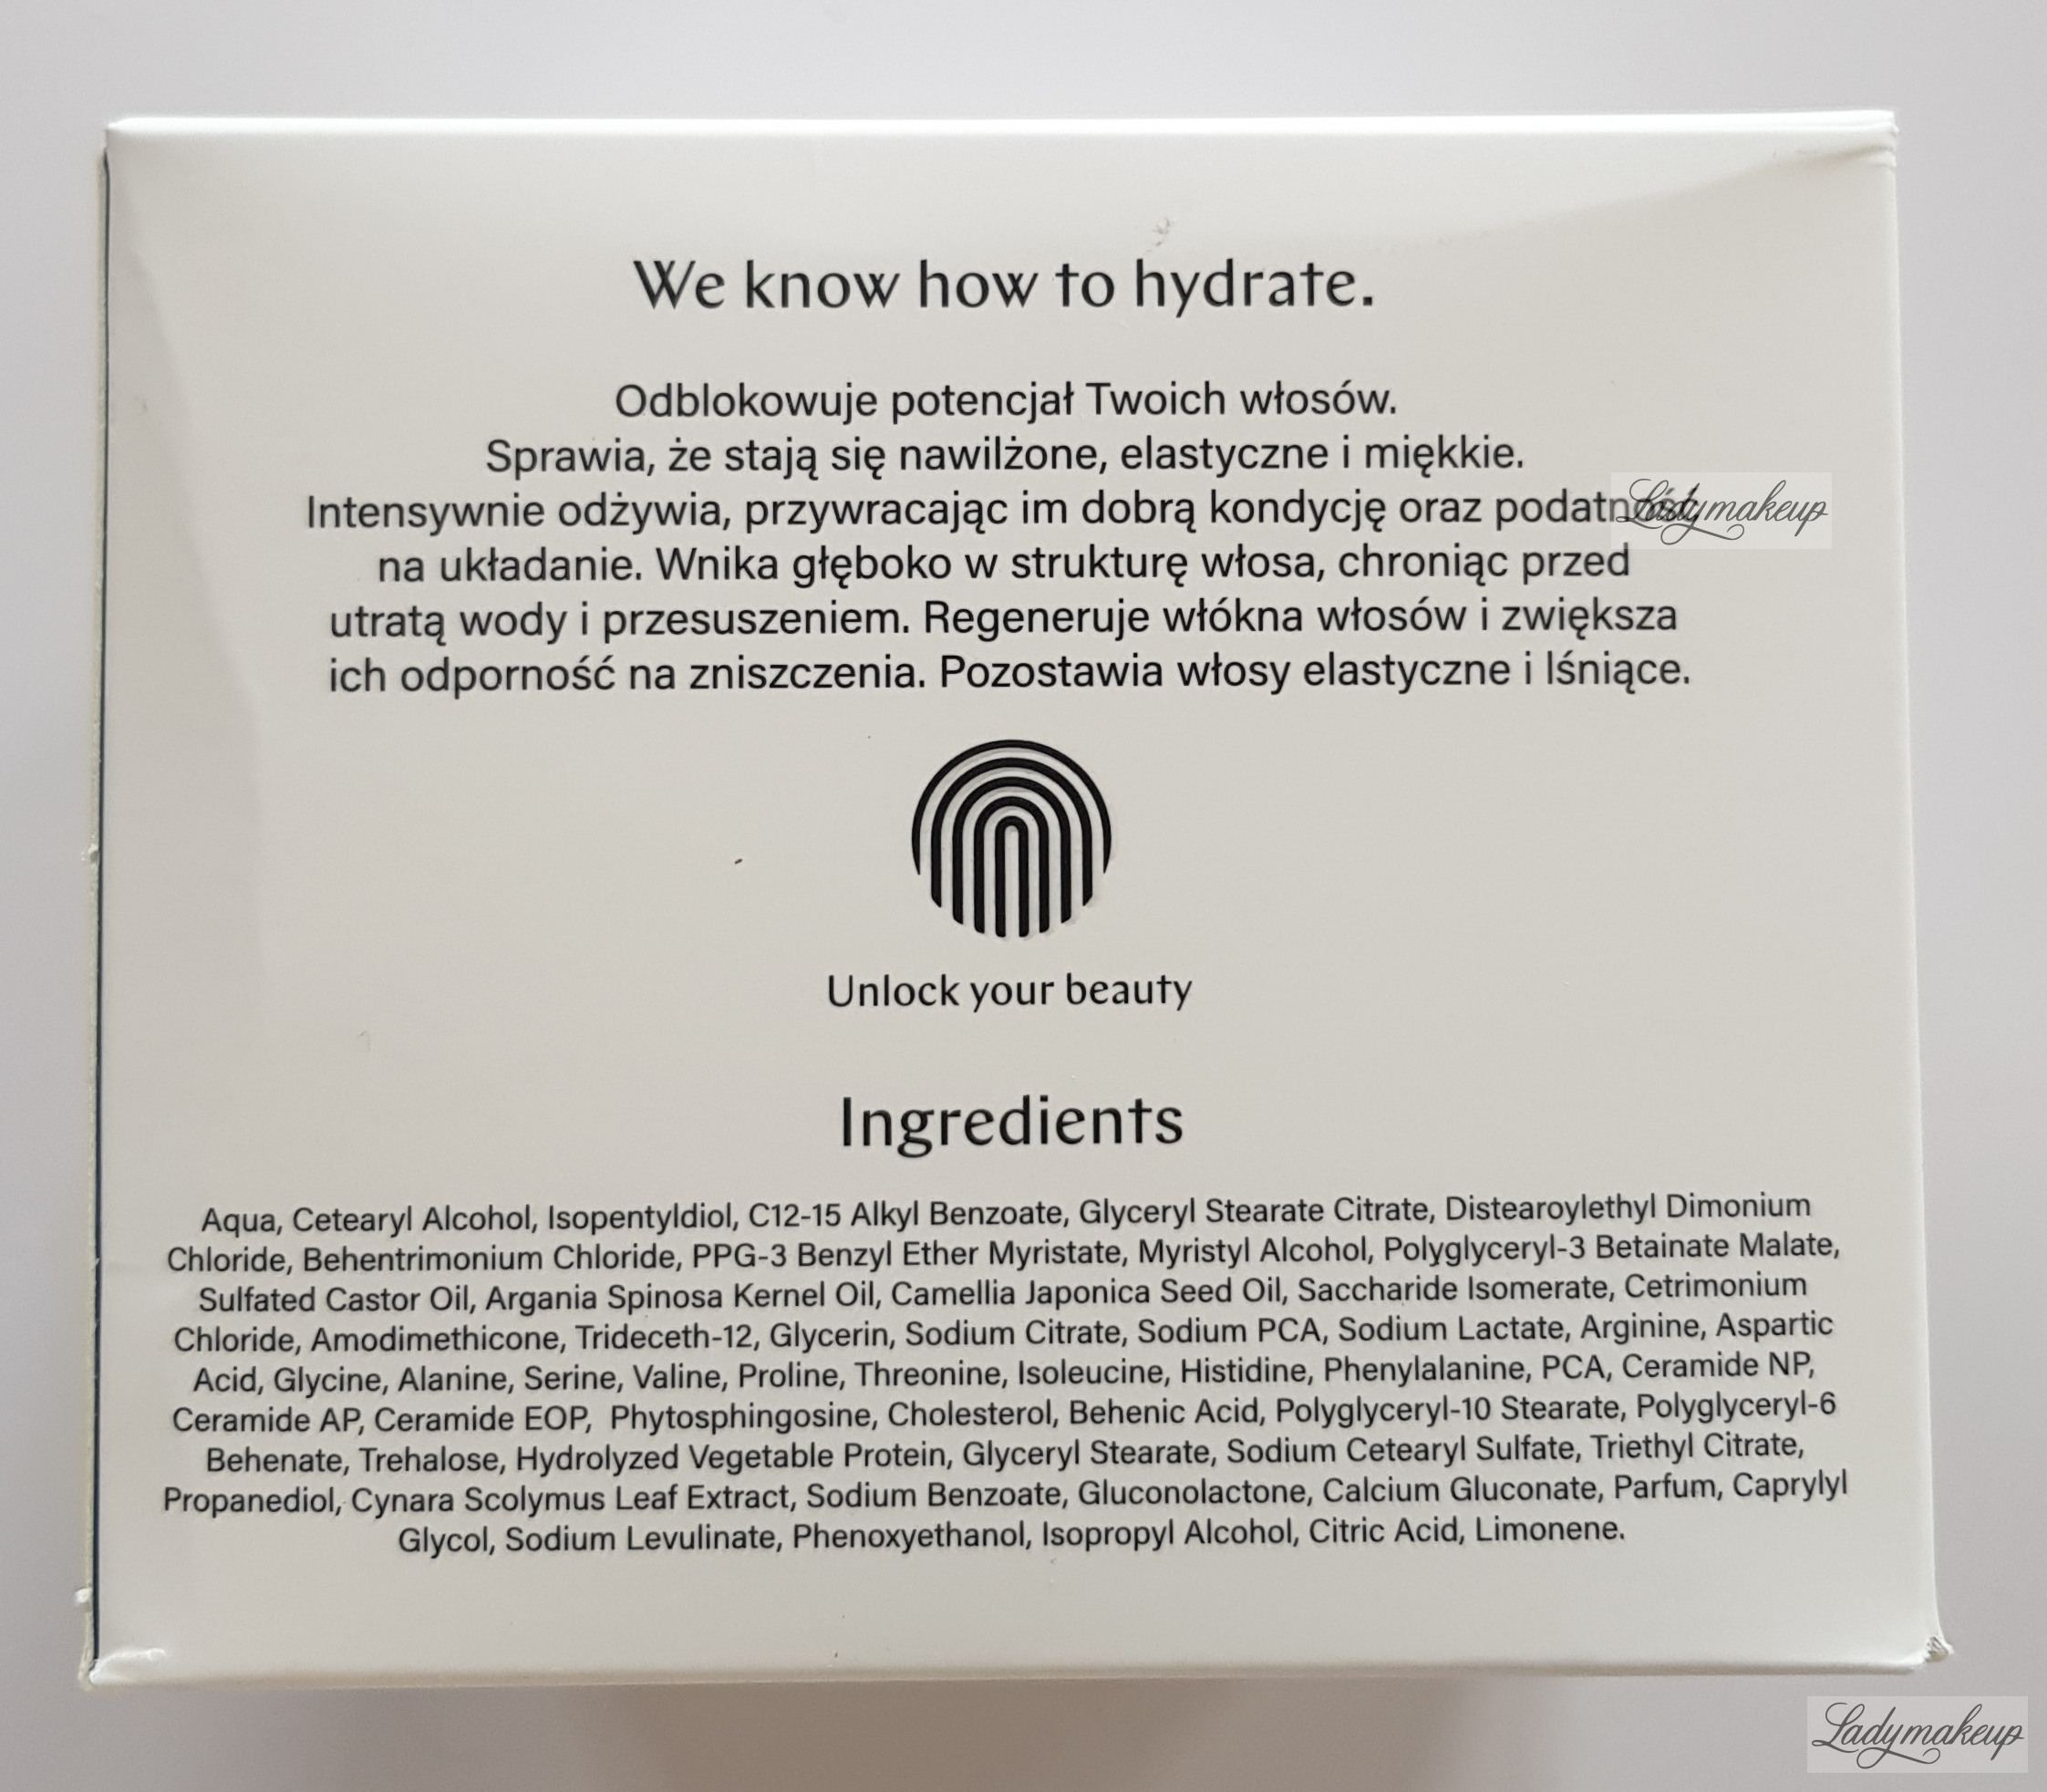 We know how to hydrate.
Odblokowuje potencjał Twoich włosów.
Sprawia, że stają się nawilżone, elastyczne i miękkie.
Intensywnie odżywia, przywracając im dobrą kondycję oraz podatność
Ladymakeup
na układanie. Wnika głęboko w strukturę włosa, chroniąc przed
utratą wody i przesuszeniem. Regeneruje włókna włosów i zwiększa
ich odporność na zniszczenia. Pozostawia włosy elastyczne i lśniące.
Unlock your beauty
Ingredients
Aqua, Cetearyl Alcohol, Isopentyldiol, C12-15 Alkyl Benzoate, Glyceryl Stearate Citrate, Distearoylethyl Dimonium
Chloride, Behentrimonium Chloride, PPG-3 Benzyl Ether Myristate, Myristyl Alcohol, Polyglyceryl-3 Betainate Malate,
Sulfated Castor Oil, Argania Spinosa Kernel Oil, Camellia Japonica Seed Oil, Saccharide Isomerate, Cetrimonium
Chloride, Amodimethicone, Trideceth-12, Glycerin, Sodium Citrate, Sodium PCA, Sodium Lactate, Arginine, Aspartic
Acid, Glycine, Alanine, Serine, Valine, Proline, Threonine, Isoleucine, Histidine, Phenylalanine, PCA, Ceramide NP,
Ceramide AP, Ceramide EOP, Phytosphingosine, Cholesterol, Behenic Acid, Polyglyceryl-10 Stearate, Polyglyceryl-6
Behenate, Trehalose, Hydrolyzed Vegetable Protein, Glyceryl Stearate, Sodium Cetearyl Sulfate, Triethyl Citrate,
Propanediol, Cynara Scolymus Leaf Extract, Sodium Benzoate, Gluconolactone, Calcium Gluconate, Parfum, Caprylyl
Glycol, Sodium Levulinate, Phenoxyethanol, Isopropyl Alcohol, Citric Acid, Limonene.
Ladymakeup